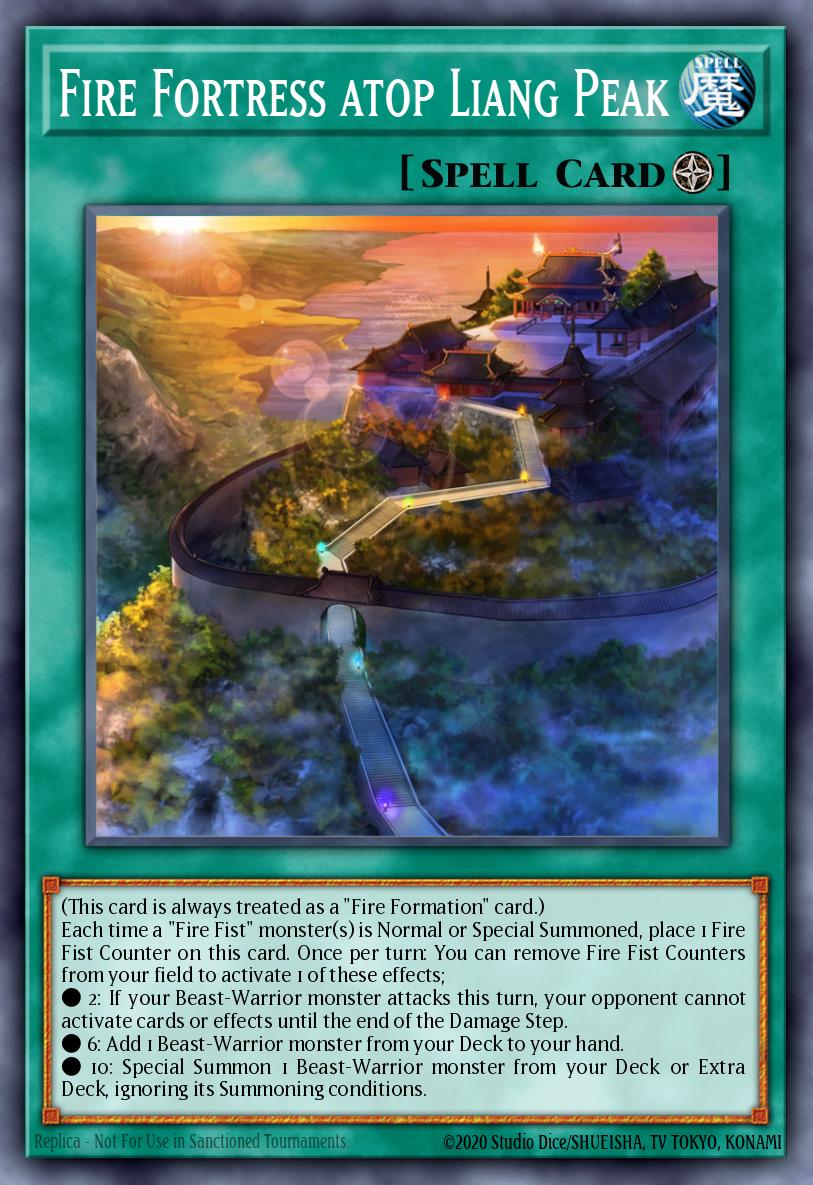 FIRE FORTRESS ATOP LIANG PEAK
SPELL
魔
[SPELL CARD]
(This card is always treated as a "Fire Formation" card.)
Each time a "Fire Fist" monster(s) is Normal or Special Summoned, place 1 Fire
Fist Counter on this card. Once per turn: You can remove Fire Fist Counters
from your field to activate 1 of these effects;
● 2: If your Beast-Warrior monster attacks this turn, your opponent cannot
activate cards or effects until the end of the Damage Step.
● 6: Add 1 Beast-Warrior monster from your Deck to your hand.
● 10: Special Summon 1 Beast-Warrior monster from your Deck or Extra
Deck, ignoring its Summoning conditions.
Replica - Not For Use in Sanctioned Tournaments.
©2020 Studio Dice/SHUEISHA, TV TOKYO, KONAMI